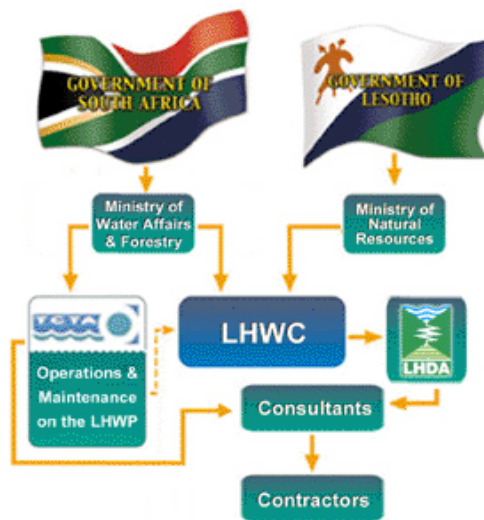 GOVERNMENT OF
SOUTH AFRICA
GOVERNMENT OF
LESOTHO
Ministry of
Water Affairs
& Forestry
Ministry of
Natural
Resources
TCTA
Operations &
Maintenance
on the LHWP
LHWC
LHDA
Consultants
Contractors